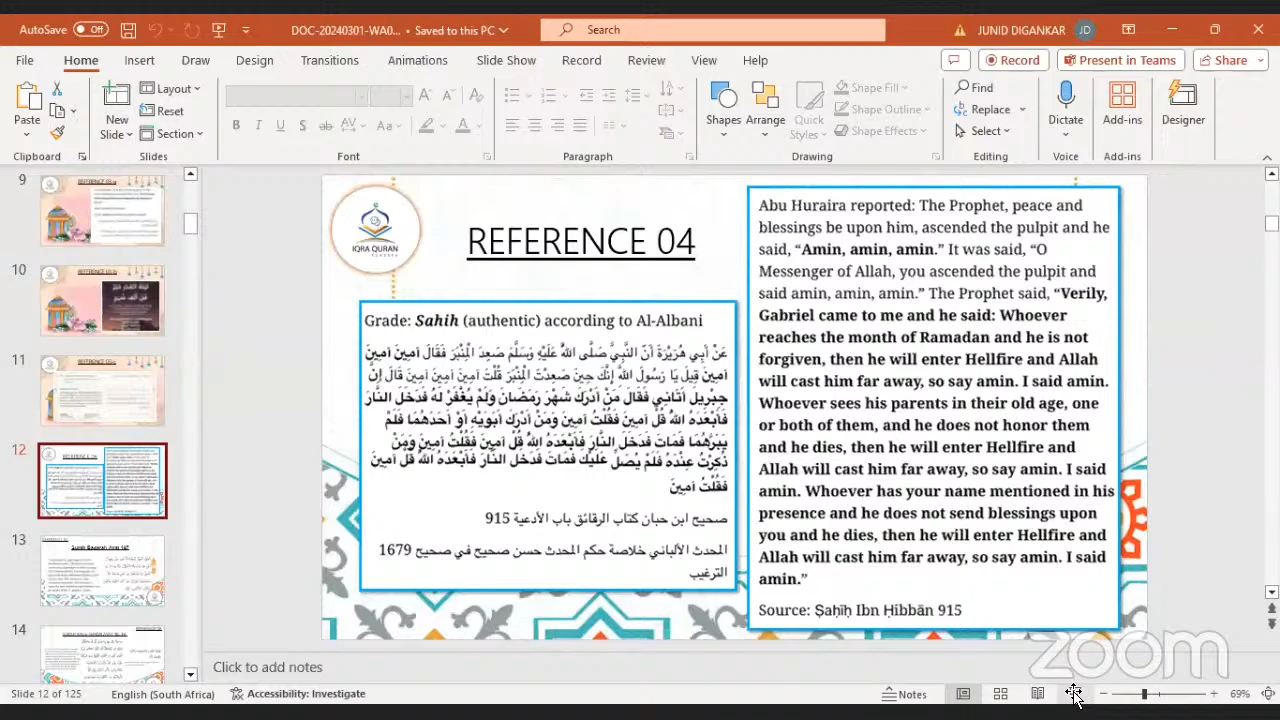 AutoSave Off DOC-20240301-WA0... • Saved to this PC Search JUNID DIGANKAR JD
File Home Insert Draw Design Transitions Animations Slide Show Record Review View Help Record Present in Teams Share
Paste New Slide Layout Reset Section Shapes Arrange Quick Styles Shape Fill Shape Outline Shape Effects Find Replace Select Dictate Add-ins Designer
Clipboard Slides Font Paragraph Drawing Editing Voice Add-ins
9
10
11
12
13
14
IQRA QURAN
CLASSES
REFERENCE 04
Grade: Sahih (authentic) according to Al-Albani
عَنْ أَبِي هُرَيْرَةَ أَنَّ النَّبِيَّ صَلَّى اللَّهُ عَلَيْهِ وَسَلَّمَ صَعِدَ الْمِنْبَرَ فَقَالَ آمِينَ آمِينَ
آمِينَ قِيلَ يَا رَسُولَ اللَّهِ إِنَّكَ حِينَ صَعِدْتَ الْمِنْبَرَ قُلْتَ آمِينَ آمِينَ آمِينَ قَالَ إِنَّ
جِبْرِيلَ أَتَانِي فَقَالَ مَنْ أَدْرَكَ شَهْرَ رَمَضَانَ وَلَمْ يُغْفَرْ لَهُ فَدَخَلَ النَّارَ
فَأَبْعَدَهُ اللَّهُ قُلْ آمِينَ فَقُلْتُ آمِينَ وَمَنْ أَدْرَكَ أَبَوَيْهِ أَوْ أَحَدَهُمَا فَلَمْ
يَبَرَّهُمَا فَمَاتَ فَدَخَلَ النَّارَ فَأَبْعَدَهُ اللَّهُ قُلْ آمِينَ فَقُلْتُ آمِينَ وَمَنْ
ذُكِرْتَ عِنْدَهُ فَلَمْ يُصَلِّ عَلَيْكَ فَمَاتَ فَدَخَلَ النَّارَ فَأَبْعَدَهُ اللَّهُ قُلْ آمِينَ
فَقُلْتُ آمِينَ
صحيح ابن حبان كتاب الرقائق باب الأدعية 915
المحدث الألباني خلاصة حكم المحدث حسن صحيح في صحيح 1679
الترغيب
Abu Huraira reported: The Prophet, peace and
blessings be upon him, ascended the pulpit and he
said, “Amin, amin, amin.” It was said, “O
Messenger of Allah, you ascended the pulpit and
said amin, amin, amin.” The Prophet said, “Verily,
Gabriel came to me and he said: Whoever
reaches the month of Ramadan and he is not
forgiven, then he will enter Hellfire and Allah
will cast him far away, so say amin. I said amin.
Whoever sees his parents in their old age, one
or both of them, and he does not honor them
and he dies, then he will enter Hellfire and
Allah will cast him far away, so say amin. I said
amin. Whoever has your name mentioned in his
presence and he does not send blessings upon
you and he dies, then he will enter Hellfire and
Allah will cast him far away, so say amin. I said
amin.”
Source: Ṣaḥīḥ Ibn Ḥibbān 915
zoom
Click to add notes
Slide 12 of 125 English (South Africa) Accessibility: Investigate Notes 69%